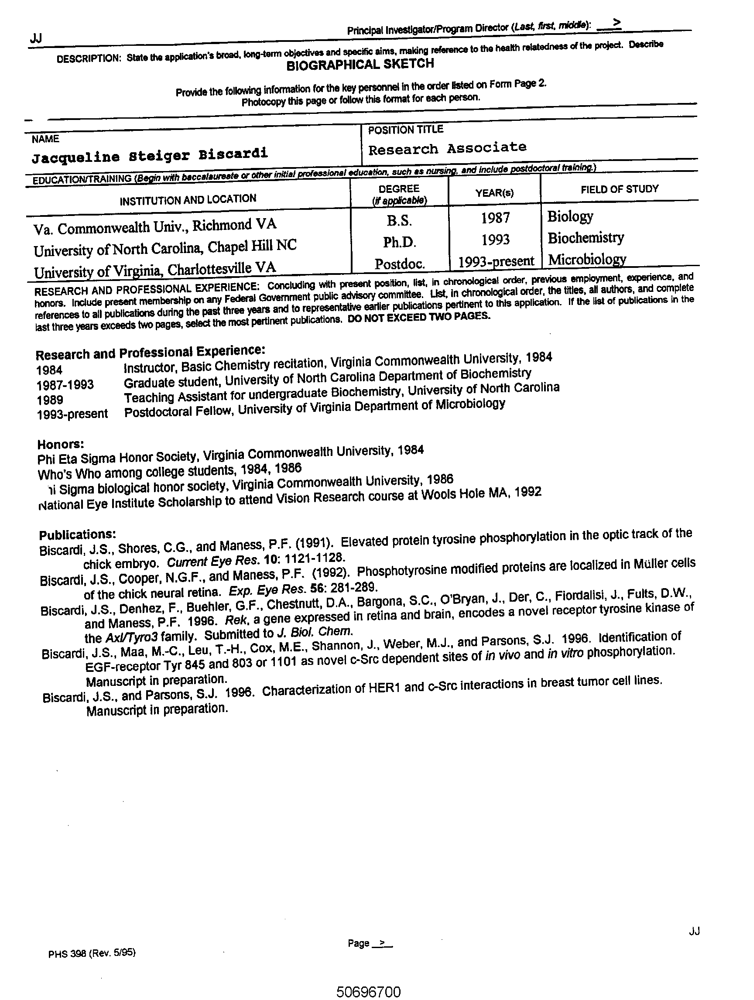 JJ
Principal Investigator/Program Director (Last, first, middle): >
DESCRIPTION: State the application's broad, long-term objectives and specific aims, making reference to the health relatedness of the project. Describe
BIOGRAPHICAL SKETCH
Provide the following information for the key personnel in the order listed on Form Page 2.
Photocopy this page or follow this format for each person.
NAME
POSITION TITLE
Jacqueline Steiger Biscardi
Research Associate
EDUCATION/TRAINING (Begin with baccalaureate or other initial professional education, such as nursing, and include postdoctoral training.)
INSTITUTION AND LOCATION
DEGREE
(if applicable)
YEAR(s)
FIELD OF STUDY
Va. Commonwealth Univ., Richmond VA B.S. 1987 Biology
University of North Carolina, Chapel Hill NC Ph.D. 1993 Biochemistry
University of Virginia, Charlottesville VA Postdoc. 1993-present Microbiology
RESEARCH AND PROFESSIONAL EXPERIENCE: Concluding with present position, list, in chronological order, previous employment, experience, and
honors. Include present membership on any Federal Government public advisory committee. List, in chronological order, the titles, all authors, and complete
references to all publications during the past three years and to representative earlier publications pertinent to this application. If the list of publications in the
last three years exceeds two pages, select the most pertinent publications. DO NOT EXCEED TWO PAGES.
Research and Professional Experience:
1984 Instructor, Basic Chemistry recitation, Virginia Commonwealth University, 1984
1987-1993 Graduate student, University of North Carolina Department of Biochemistry
1989 Teaching Assistant for undergraduate Biochemistry, University of North Carolina
1993-present Postdoctoral Fellow, University of Virginia Department of Microbiology
Honors:
Phi Eta Sigma Honor Society, Virginia Commonwealth University, 1984
Who's Who among college students, 1984, 1986
Sigma biological honor society, Virginia Commonwealth University, 1986
National Eye Institute Scholarship to attend Vision Research course at Wools Hole MA, 1992
Publications:
Biscardi, J.S., Shores, C.G., and Maness, P.F. (1991). Elevated protein tyrosine phosphorylation in the optic track of the
chick embryo. Current Eye Res. 10: 1121-1128.
Biscardi, J.S., Cooper, N.G.F., and Maness, P.F. (1992). Phosphotyrosine modified proteins are localized in Müller cells
of the chick neural retina. Exp. Eye Res. 56: 281-289.
Biscardi, J.S., Denhez, F., Buehler, G.F., Chestnutt, D.A., Bargona, S.C., O'Bryan, J., Der, C., Fiordalisi, J., Fults, D.W.,
and Maness, P.F. 1996. Rek, a gene expressed in retina and brain, encodes a novel receptor tyrosine kinase of
the Axl/Tyro3 family. Submitted to J. Biol. Chem.
Biscardi, J.S., Maa, M.-C., Leu, T.-H., Cox, M.E., Shannon, J., Weber, M.J., and Parsons, S.J. 1996. Identification of
EGF-receptor Tyr 845 and 803 or 1101 as novel c-Src dependent sites of in vivo and in vitro phosphorylation.
Manuscript in preparation.
Biscardi, J.S., and Parsons, S.J. 1996. Characterization of HER1 and c-Src interactions in breast tumor cell lines.
Manuscript in preparation.
JJ
PHS 398 (Rev. 5/95)
Page >
50696700